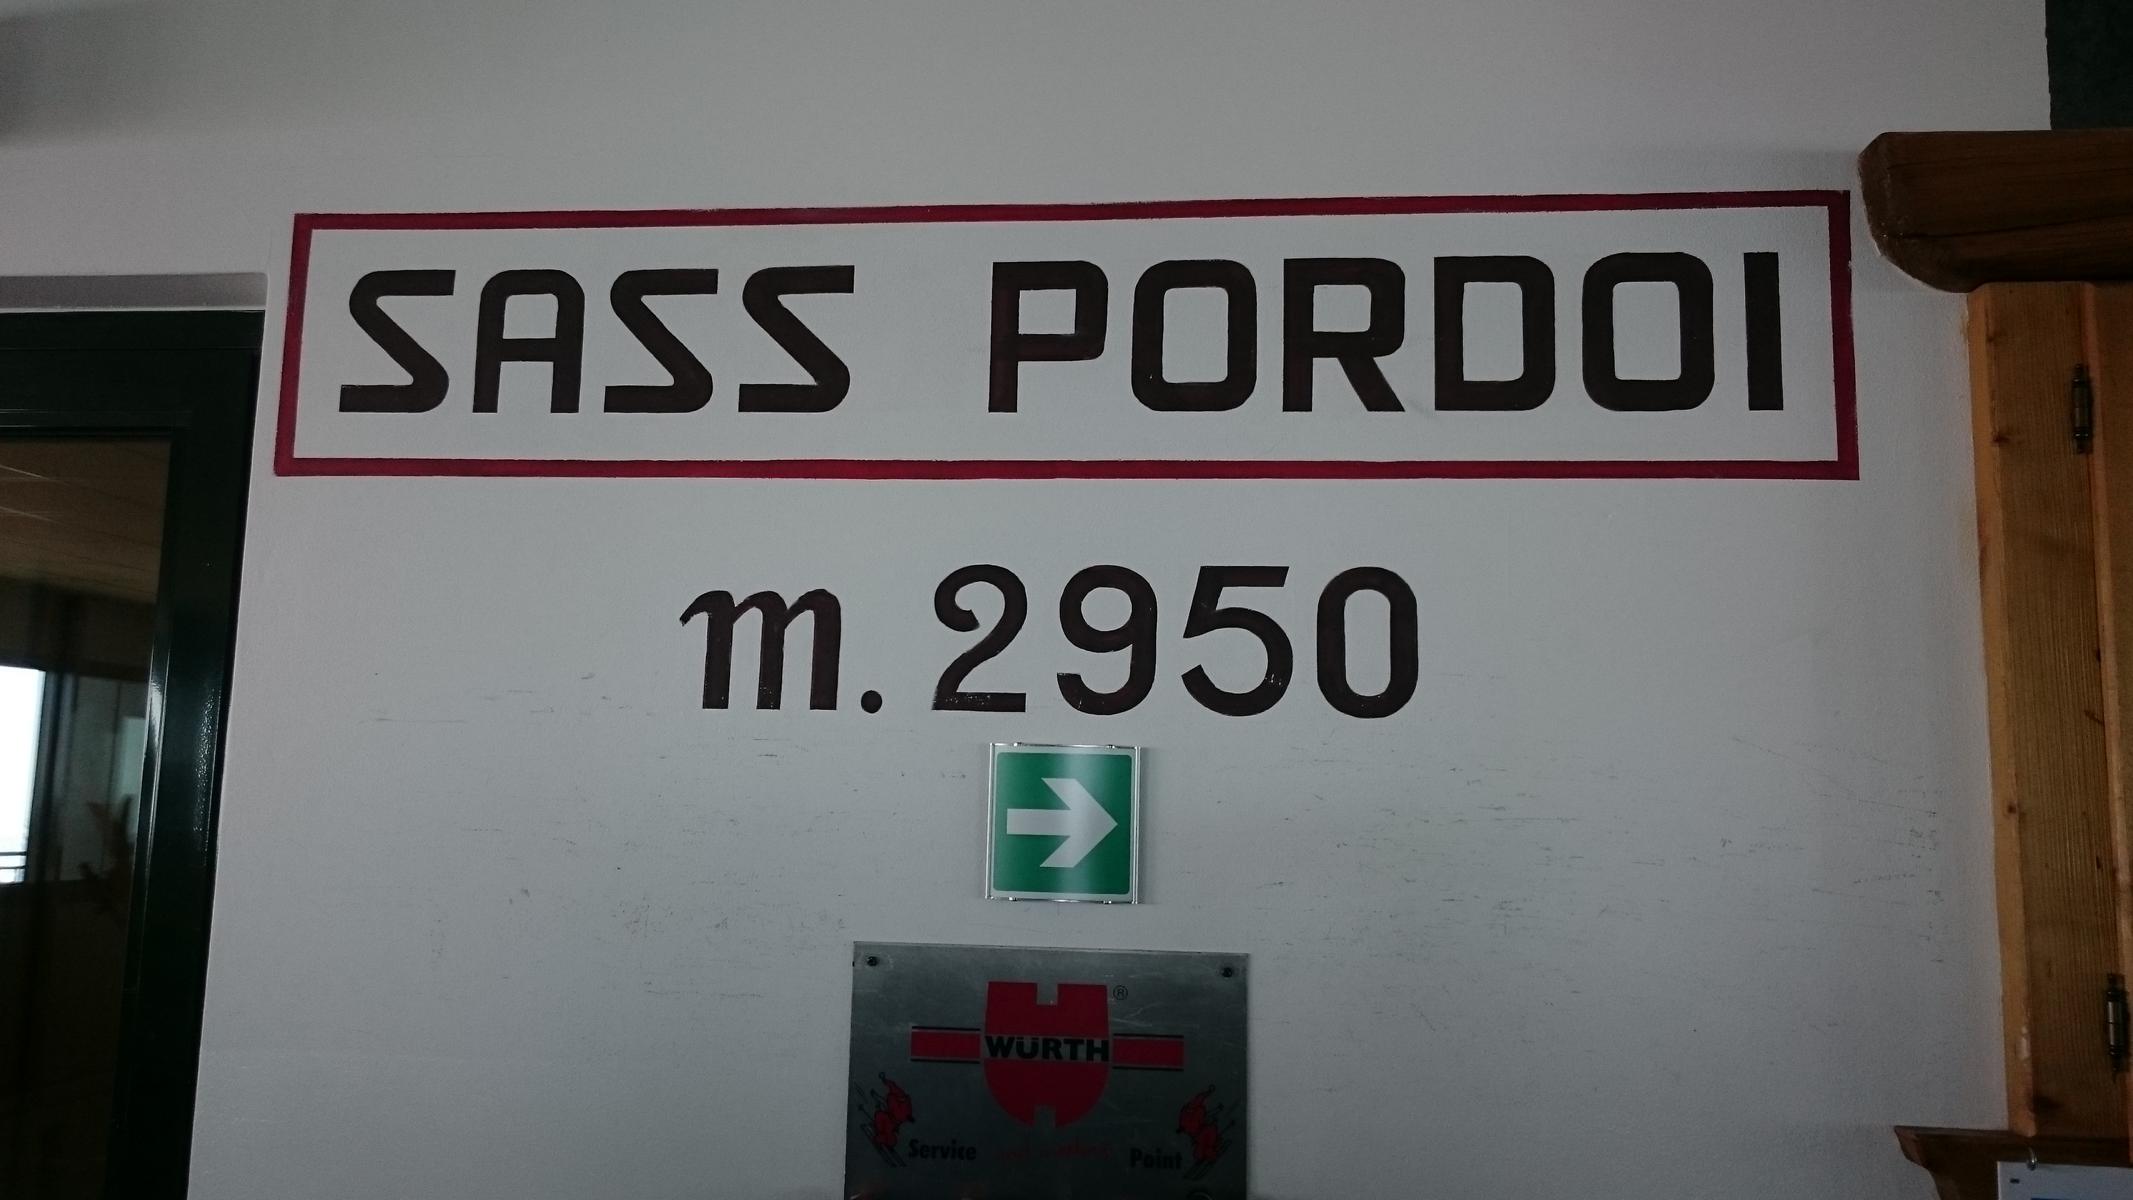 SASS PORDOI
m. 2950
WÜRTH ®
Service Point